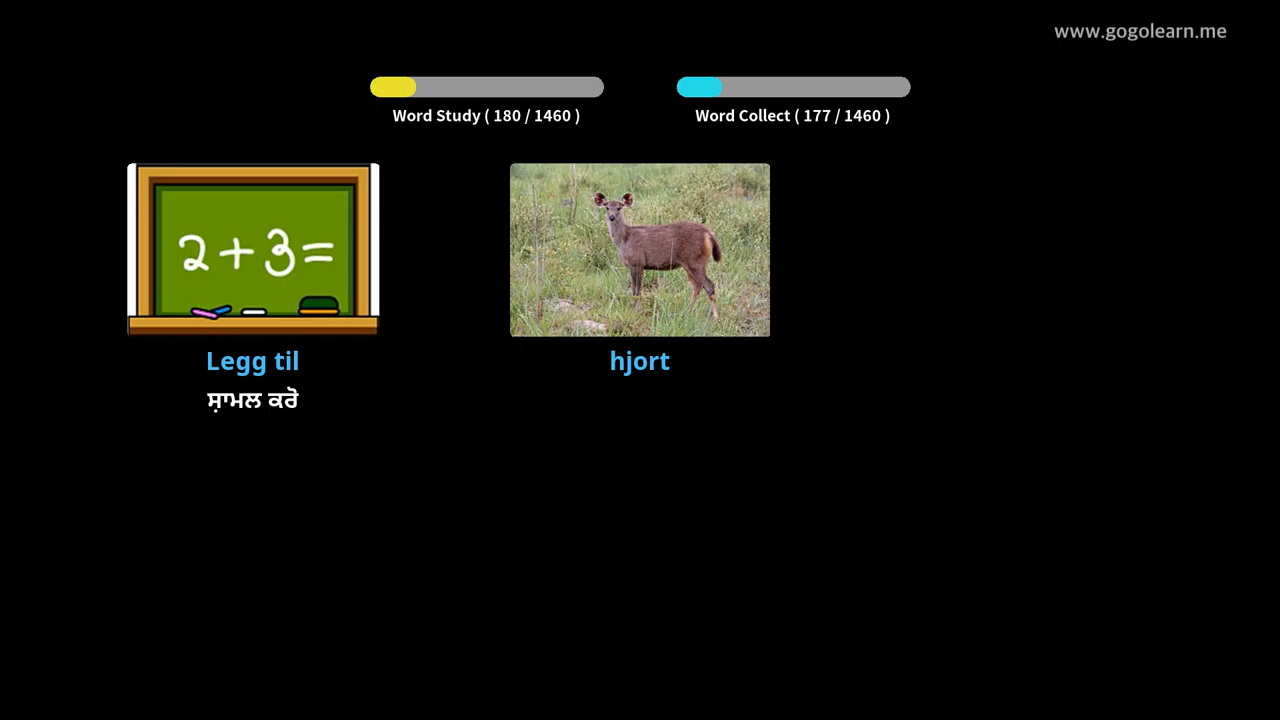 www.gogolearn.me
Word Study ( 180 / 1460 )
Word Collect ( 177 / 1460 )
2+3=
Legg til
hjort
ਸ਼ਾਮਲ ਕਰੋ